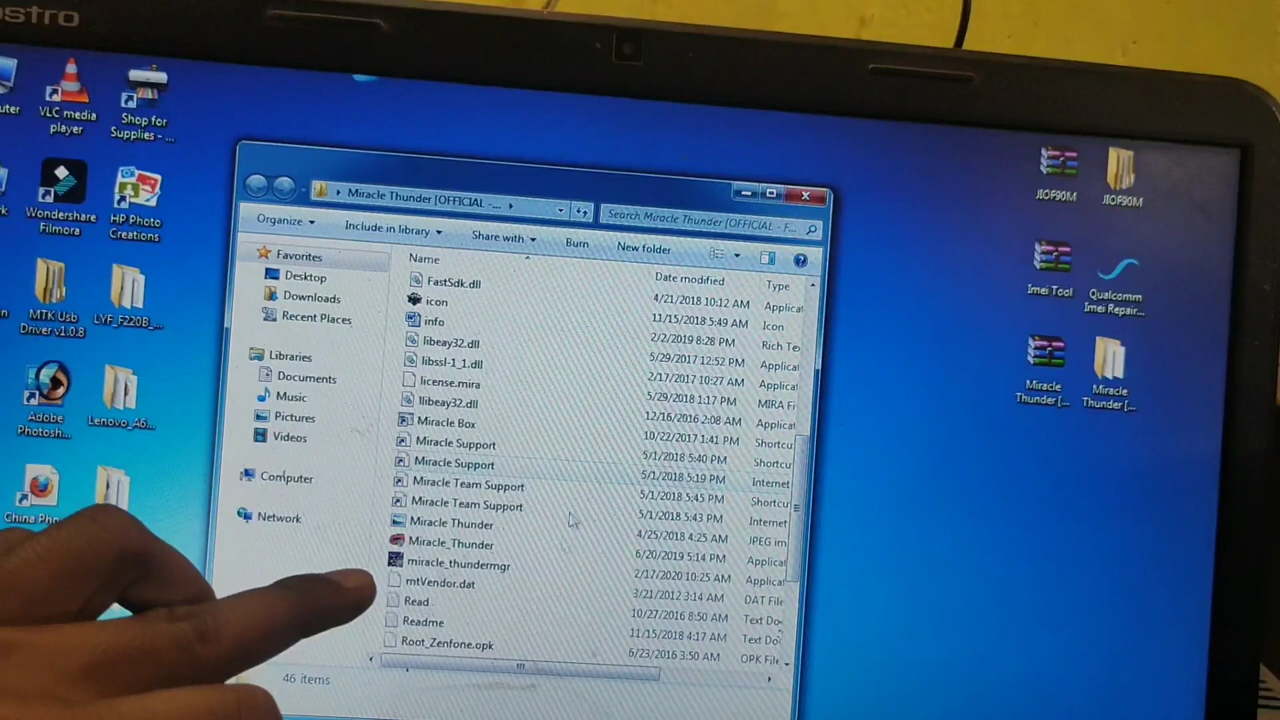 ostro
VLC media
player
Shop for
Supplies - ...
Wondershare
Filmora
HP Photo
Creations
MTK Usb
Driver v1.0.8
LYF_F220B_...
Adobe
Photosh...
Lenovo_A6...
China Pho
Miracle Thunder [OFFICIAL -...
Search Miracle Thunder [OFFICIAL - F...
Organize
Include in library
Share with
Burn
New folder
Favorites
Desktop
Downloads
Recent Places
Libraries
Documents
Music
Pictures
Videos
Computer
Network
Name
Date modified
Type
FastSdk.dll
4/21/2018 10:12 AM
Applicat
icon
11/15/2018 5:49 AM
Icon
info
2/2/2019 8:28 PM
Rich Te
libeay32.dll
5/29/2017 12:52 PM
Applicat
libssl-1_1.dll
2/17/2017 10:27 AM
Applicat
license.mira
5/29/2018 1:17 PM
MIRA Fi
llibeay32.dll
12/16/2016 2:08 AM
Applicat
Miracle Box
10/22/2017 1:41 PM
Shortcu
Miracle Support
5/1/2018 5:40 PM
Shortcu
Miracle Support
5/1/2018 5:19 PM
Internet
Miracle Team Support
5/1/2018 5:45 PM
Shortcu
Miracle Team Support
5/1/2018 5:43 PM
Internet
Miracle Thunder
4/25/2018 4:25 AM
JPEG im
Miracle_Thunder
6/20/2019 5:14 PM
Applicat
miracle_thundermgr
2/17/2020 10:25 AM
Applicat
mtVendor.dat
3/21/2012 3:14 AM
DAT File
Read
10/27/2016 8:50 AM
Text Do
Readme
11/15/2018 4:17 AM
Text Do
Root_Zenfone.opk
6/23/2016 3:50 AM
OPK File
46 items
JIOF90M
JIOF90M
Imei Tool
Qualcomm
Imei Repair...
Miracle
Thunder [...
Miracle
Thunder [...